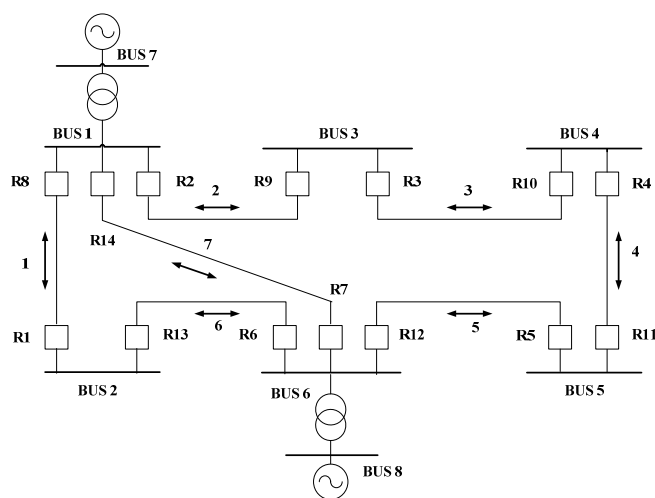 BUS 7
BUS 1
BUS 3
BUS 4
R8
R2
2
R9
R3
3
R10
R4
R14
7
1
4
R7
R1
R13
6
R6
R12
5
R5
R11
BUS 2
BUS 6
BUS 5
BUS 8